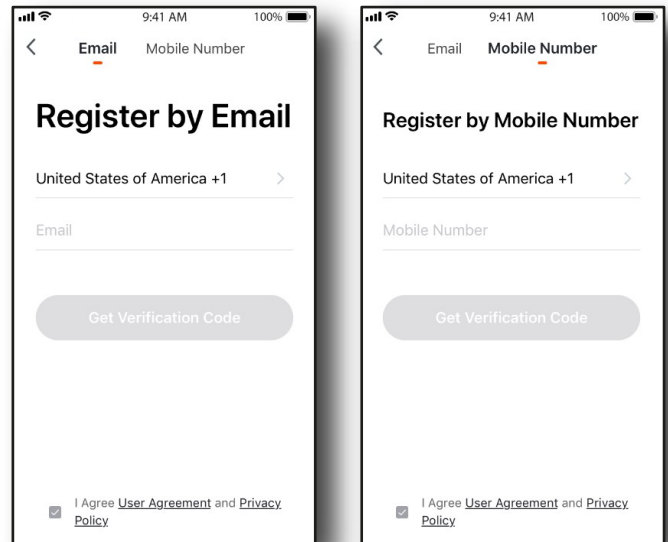 9:41 AM 100%
Email Mobile Number
Register by Email
United States of America +1
Email
Get Verification Code
I Agree User Agreement and Privacy
Policy
9:41 AM 100%
Email Mobile Number
Register by Mobile Number
United States of America +1
Mobile Number
Get Verification Code
I Agree User Agreement and Privacy
Policy